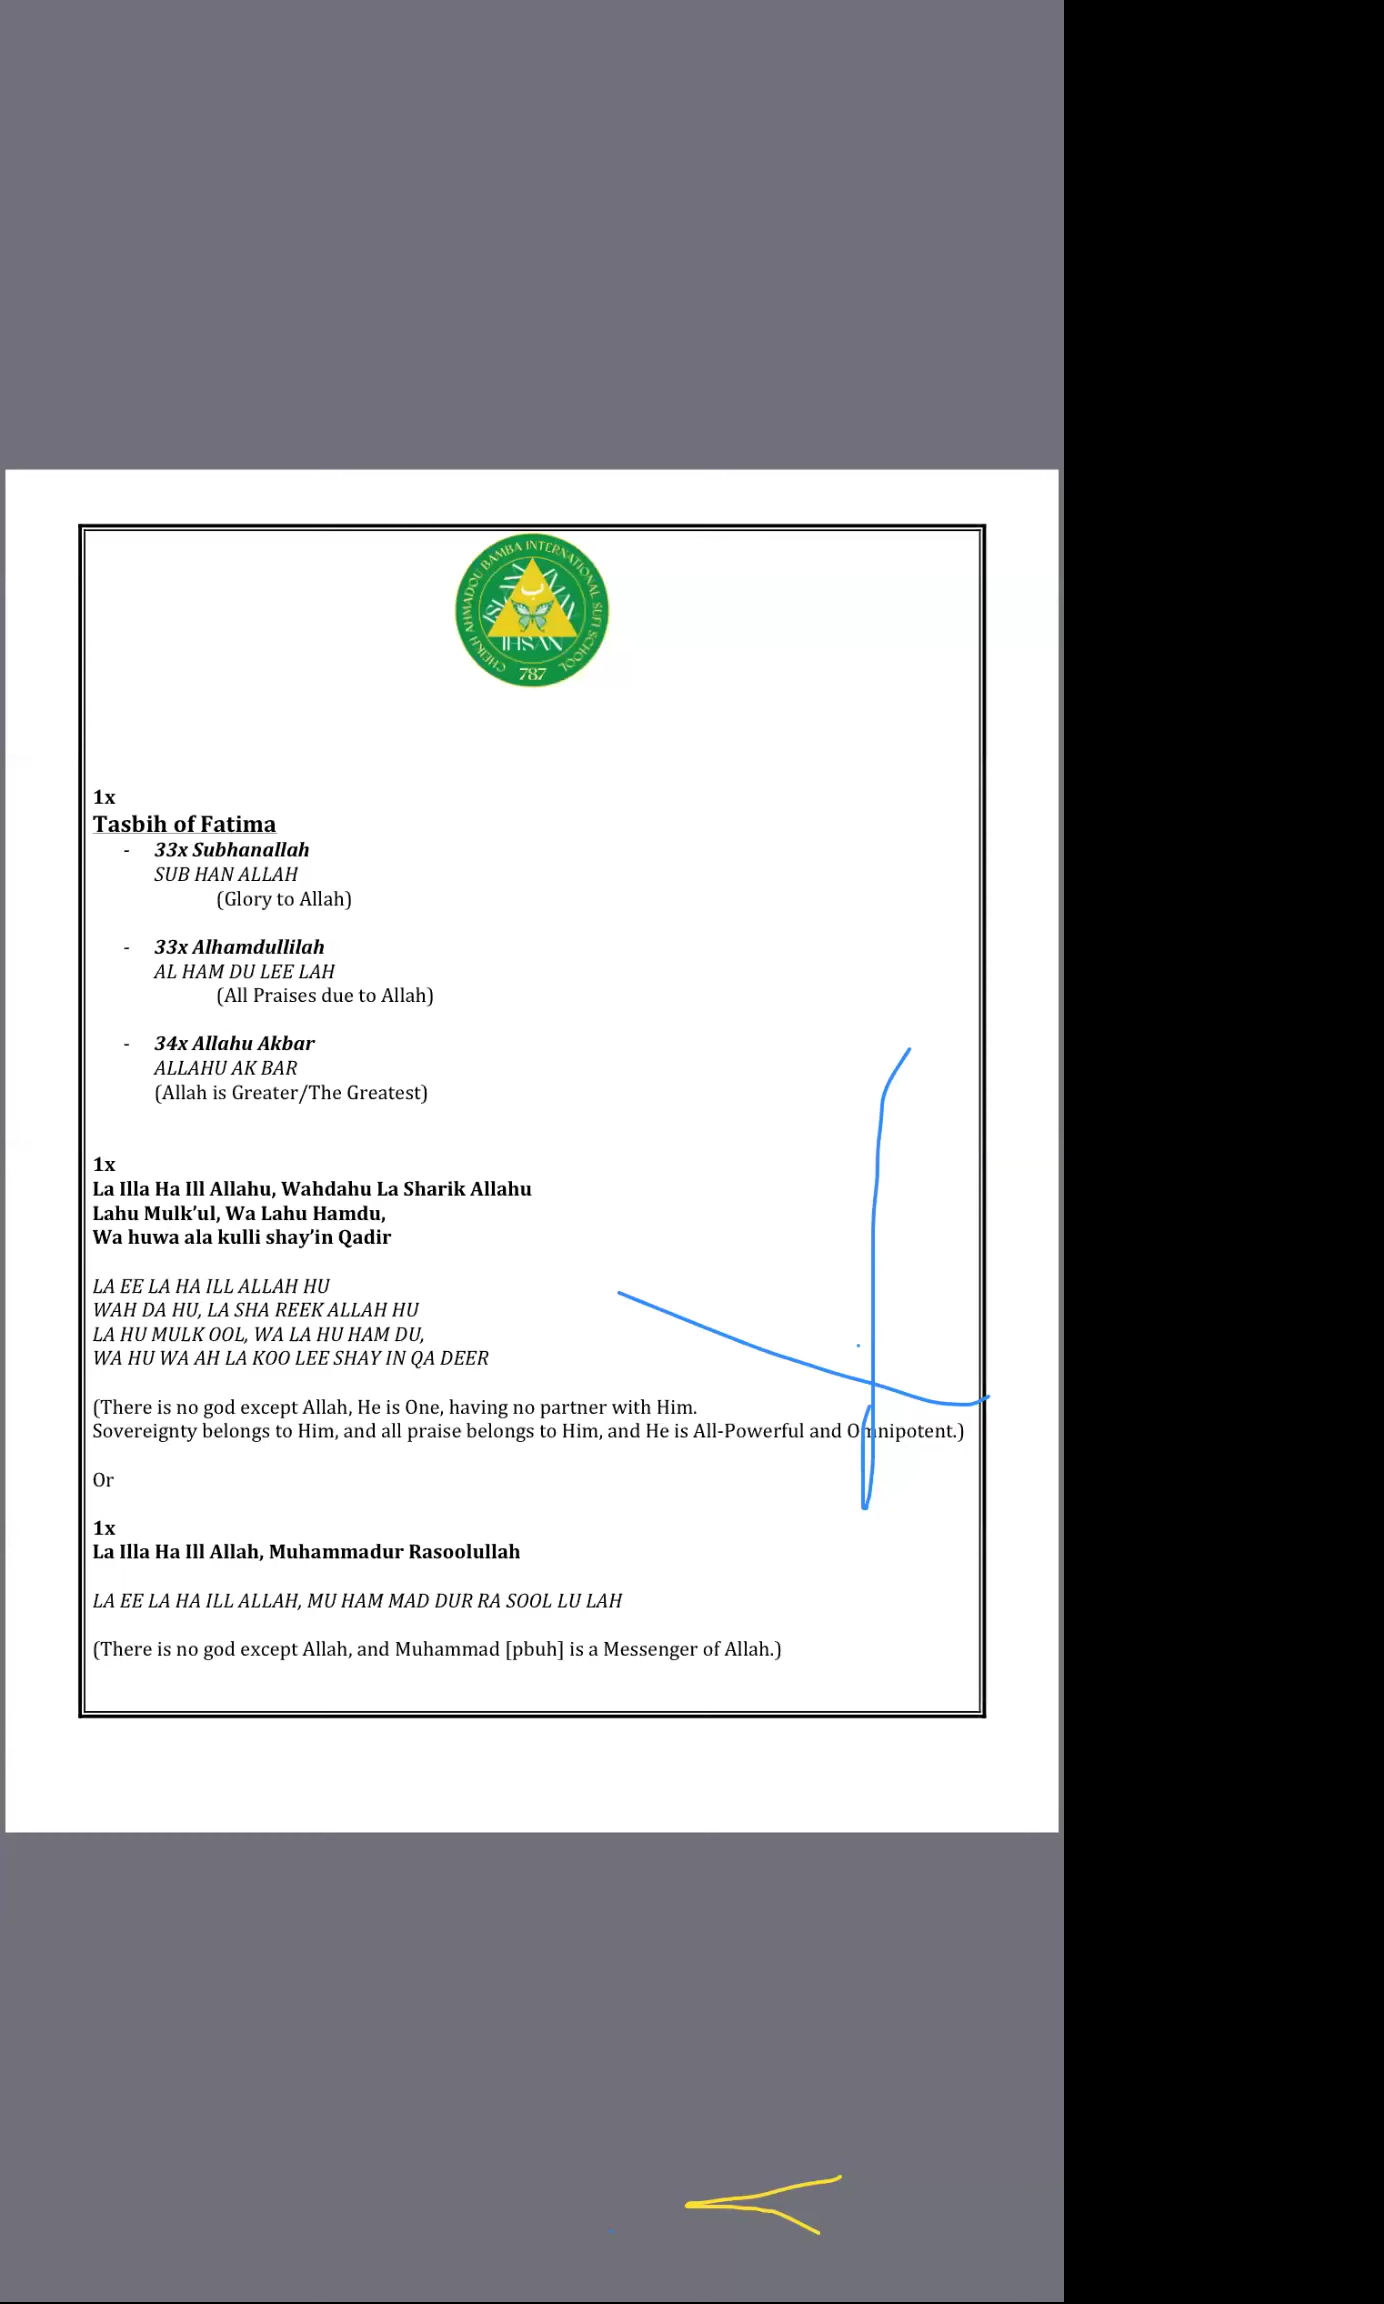 CHEIKH AHMADOU BAMBA INTERNATIONAL SUFI SCHOOL
ب
IHSAN
787
1x
Tasbih of Fatima
- 33x Subhanallah
SUB HAN ALLAH
(Glory to Allah)
- 33x Alhamdullilah
AL HAM DU LEE LAH
(All Praises due to Allah)
- 34x Allahu Akbar
ALLAHU AK BAR
(Allah is Greater/The Greatest)
1x
La Illa Ha Ill Allahu, Wahdahu La Sharik Allahu
Lahu Mulk’ul, Wa Lahu Hamdu,
Wa huwa ala kulli shay’in Qadir
LA EE LA HA ILL ALLAH HU
WAH DA HU, LA SHA REEK ALLAH HU
LA HU MULK OOL, WA LA HU HAM DU,
WA HU WA AH LA KOO LEE SHAY IN QA DEER
(There is no god except Allah, He is One, having no partner with Him.
Sovereignty belongs to Him, and all praise belongs to Him, and He is All-Powerful and Omnipotent.)
Or
1x
La Illa Ha Ill Allah, Muhammadur Rasoolullah
LA EE LA HA ILL ALLAH, MU HAM MAD DUR RA SOOL LU LAH
(There is no god except Allah, and Muhammad [pbuh] is a Messenger of Allah.)